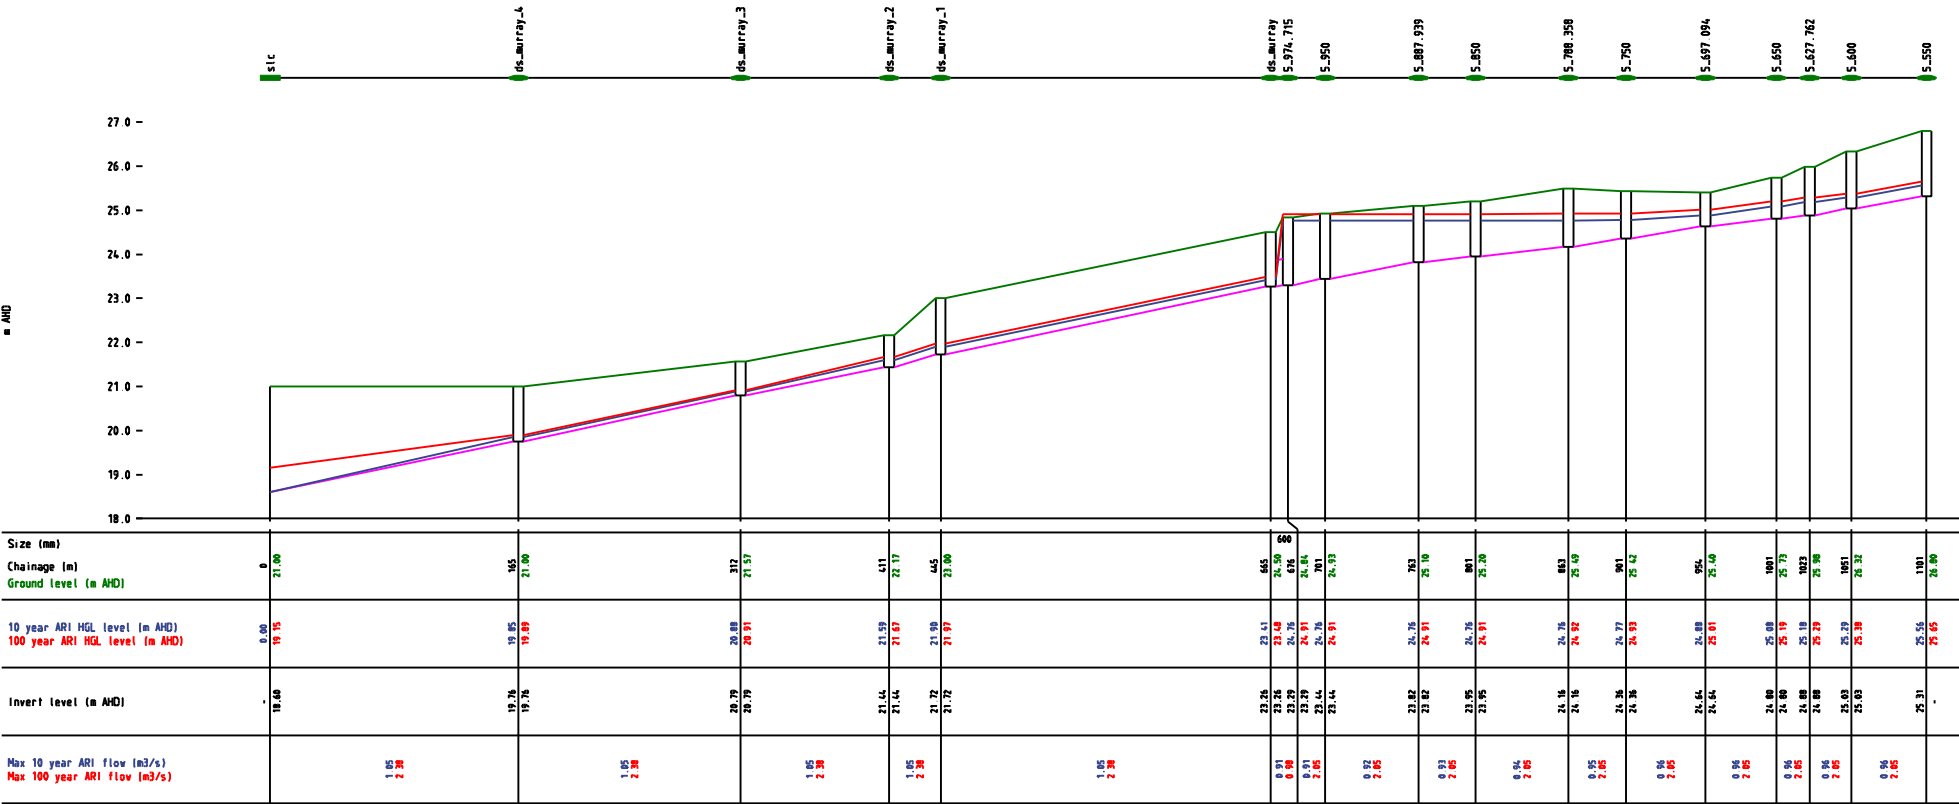 slc
ds_murray_4
ds_murray_3
ds_murray_2
ds_murray_1
ds_murray
S_974.715
S_950
S_887.939
S_850
S_788.358
S_750
S_697.094
S_650
S_627.762
S_600
S_550
27.0
26.0
25.0
24.0
23.0
22.0
21.0
20.0
19.0
18.0
m AHD
Size (mm) 600
Chainage (m) 0 165 312 411 445 665 676 701 763 801 863 901 954 1001 1023 1051 1101
Ground level (m AHD) 21.00 21.00 21.57 22.17 23.00 24.50 24.84 24.93 25.10 25.20 25.49 25.42 25.40 25.73 25.98 26.32 26.80
10 year ARI HGL level (m AHD) 0.00 19.85 20.88 21.59 21.90 23.41 24.76 24.76 24.76 24.76 24.76 24.77 24.88 25.08 25.18 25.29 25.56
100 year ARI HGL level (m AHD) 19.15 19.89 20.91 21.67 21.97 23.48 24.91 24.91 24.91 24.91 24.92 24.93 25.01 25.19 25.29 25.38 25.65
Invert level (m AHD) - 18.60 19.76 19.76 20.79 20.79 21.44 21.44 21.72 21.72 23.26 23.26 23.29 23.29 23.44 23.44 23.82 23.82 23.95 23.95 24.16 24.16 24.36 24.36 24.64 24.64 24.80 24.80 24.88 24.88 25.03 25.03 25.31 -
Max 10 year ARI flow (m3/s) 1.05 1.05 1.05 1.05 1.05 0.91 0.91 0.92 0.93 0.94 0.95 0.96 0.96 0.96 0.96 0.96
Max 100 year ARI flow (m3/s) 2.38 2.38 2.38 2.38 2.38 0.98 2.05 2.05 2.05 2.05 2.05 2.05 2.05 2.05 2.05 2.05